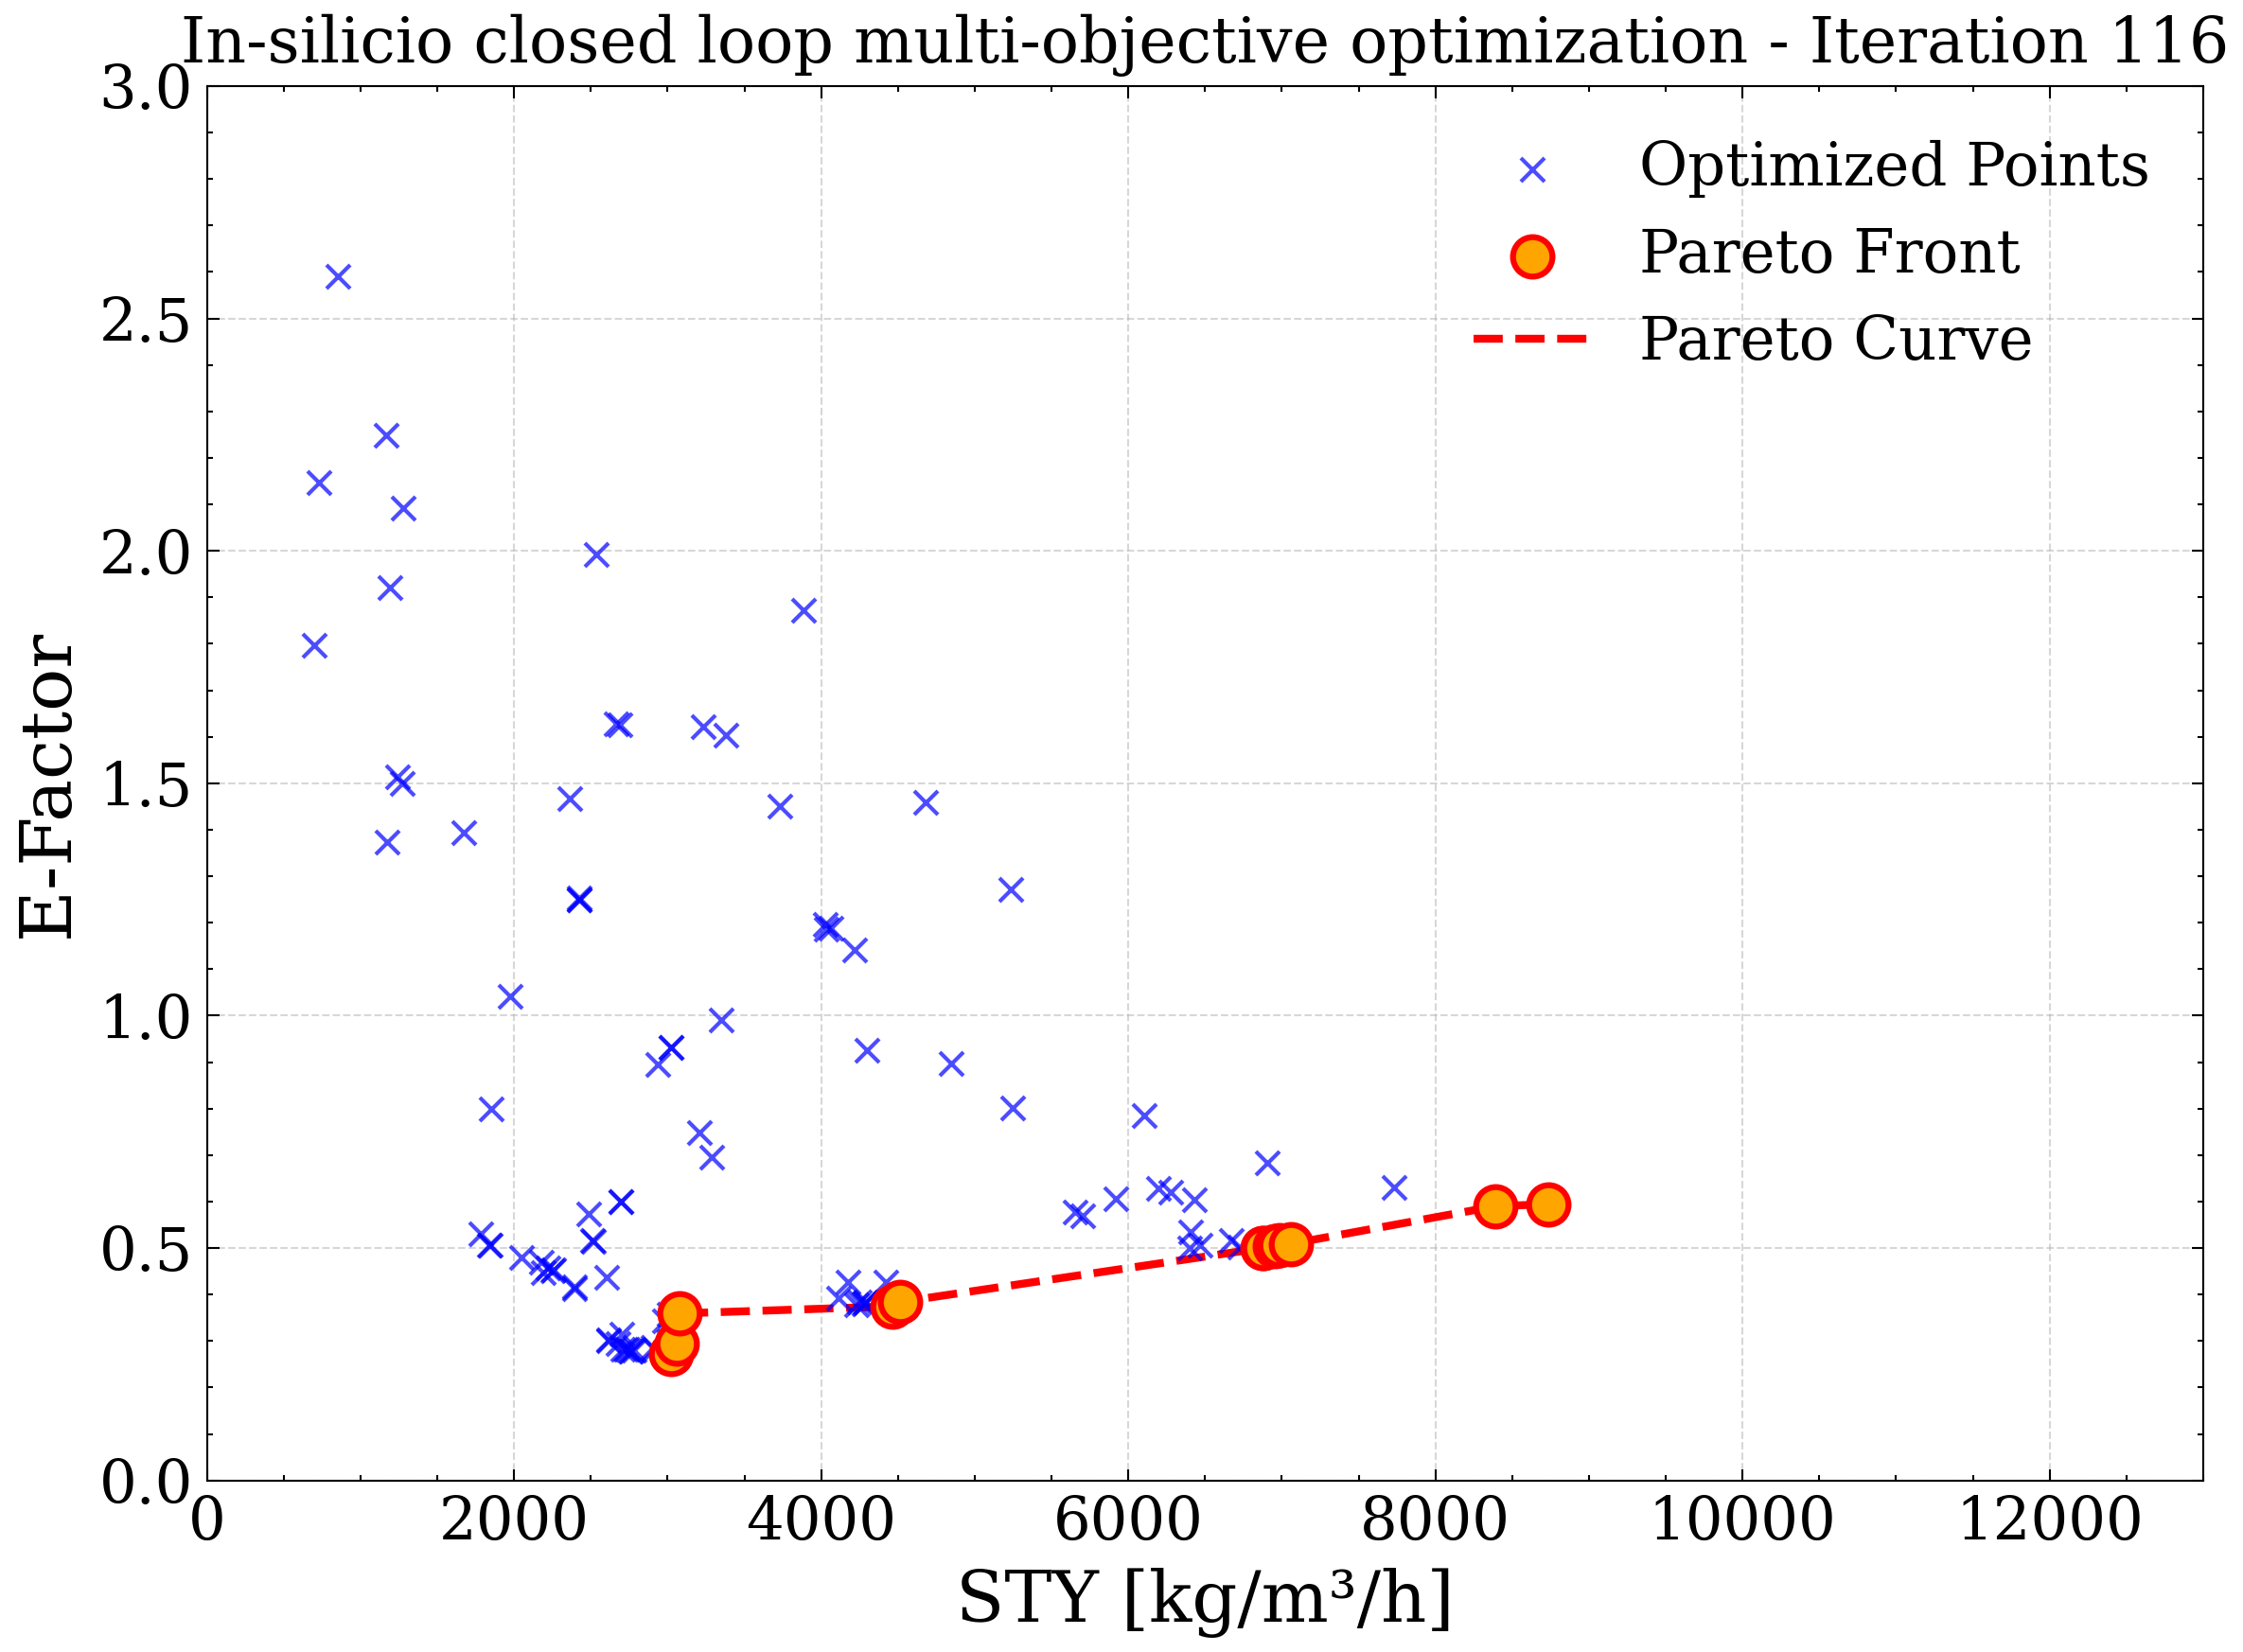 In-silicio closed loop multi-objective optimization - Iteration 116
3.0
2.5
2.0
1.5
1.0
0.5
0.0
E-Factor
Optimized Points
Pareto Front
Pareto Curve
0 2000 4000 6000 8000 10000 12000
STY [kg/m³/h]